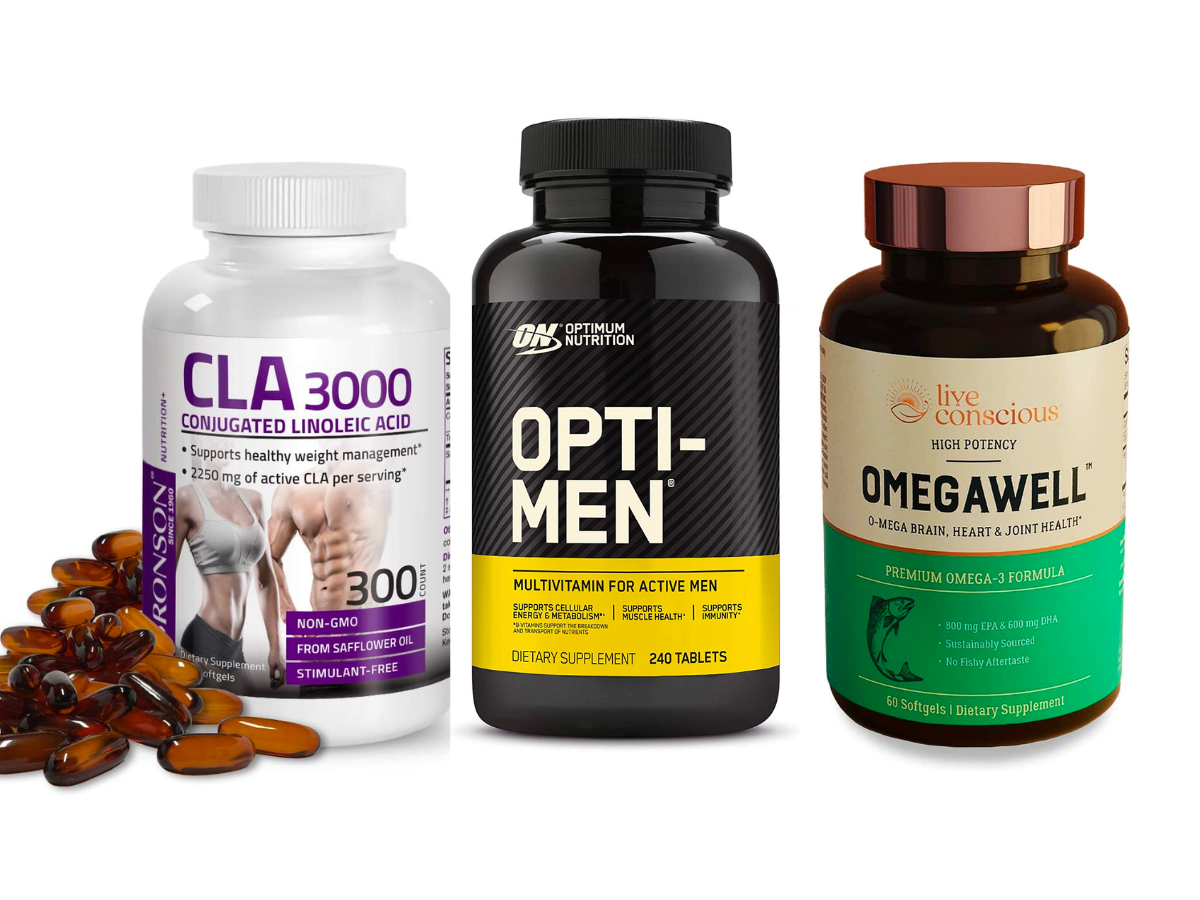 CLA 3000
CONJUGATED LINOLEIC ACID
• Supports healthy weight management*
• 2250 mg of active CLA per serving*
NUTRITION+
SINCE 1960
300 COUNT
NON-GMO
FROM SAFFLOWER OIL
STIMULANT-FREE
Dietary Supplement
ON® OPTIMUM
NUTRITION
OPTI-
MEN®
MULTIVITAMIN FOR ACTIVE MEN
SUPPORTS CELLULAR
ENERGY & METABOLISM*^
SUPPORTS
MUSCLE HEALTH*
SUPPORTS
IMMUNITY*
^B-VITAMINS SUPPORT THE BREAKDOWN
AND TRANSPORT OF NUTRIENTS
DIETARY SUPPLEMENT 240 TABLETS
live
conscious
HIGH POTENCY
OMEGAWELL™
O-MEGA BRAIN, HEART & JOINT HEALTH*
PREMIUM OMEGA-3 FORMULA
• 800 mg EPA & 600 mg DHA
• Sustainably Sourced
• No Fishy Aftertaste
60 Softgels | Dietary Supplement